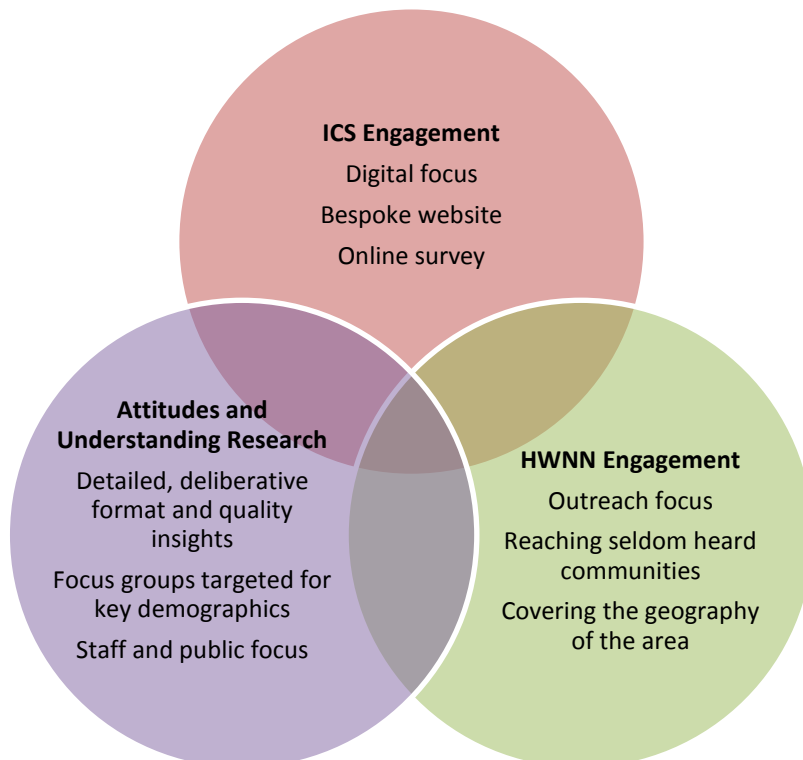 ICS Engagement
Digital focus
Bespoke website
Online survey
Attitudes and
Understanding Research
Detailed, deliberative
format and quality
insights
Focus groups targeted for
key demographics
Staff and public focus
HWNN Engagement
Outreach focus
Reaching seldom heard
communities
Covering the geography
of the area